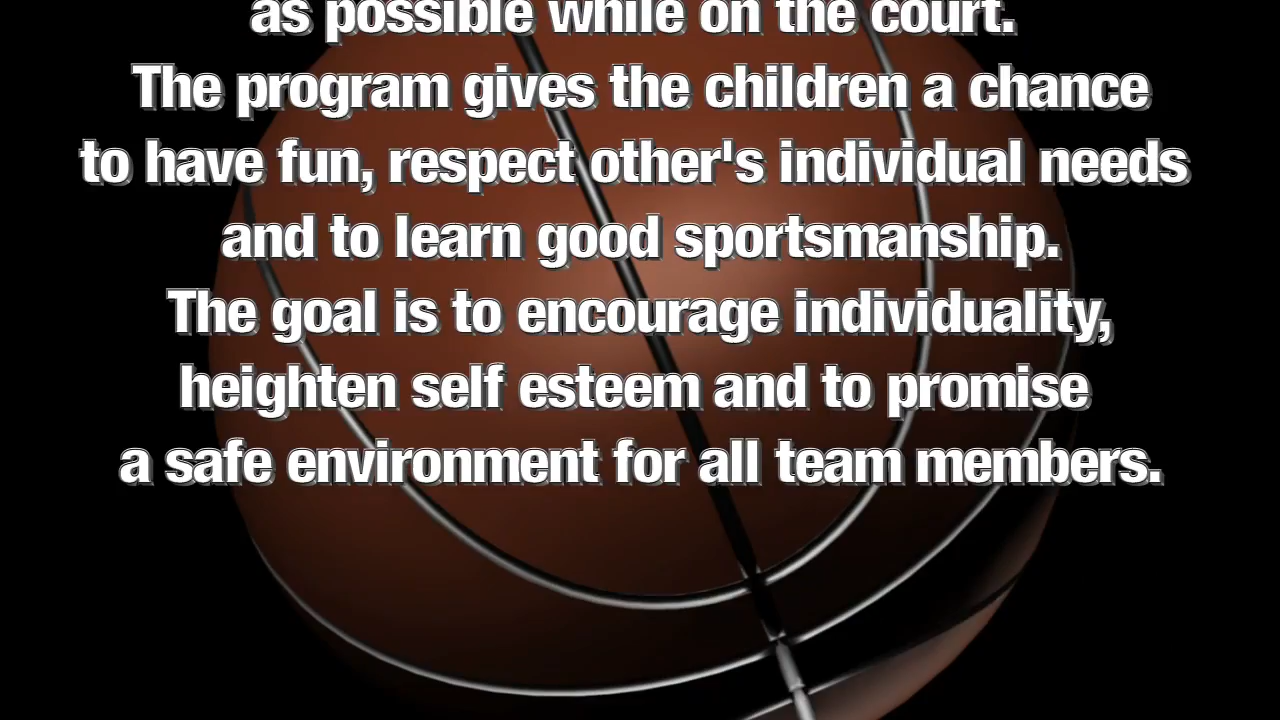 as possible while on the court.
The program gives the children a chance
to have fun, respect other's individual needs
and to learn good sportsmanship.
The goal is to encourage individuality,
heighten self esteem and to promise
a safe environment for all team members.